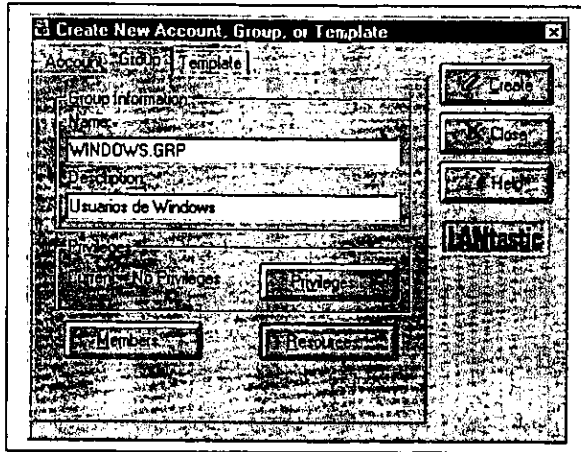 Create New Account, Group, or Template
Account Group Template
Group Information
Name:
WINDOWS.GRP
Description:
Usuarios de Windows
Privileges
Current: No Privileges
Privileges
Members
Resources
Create
Close
Help
LANtastic